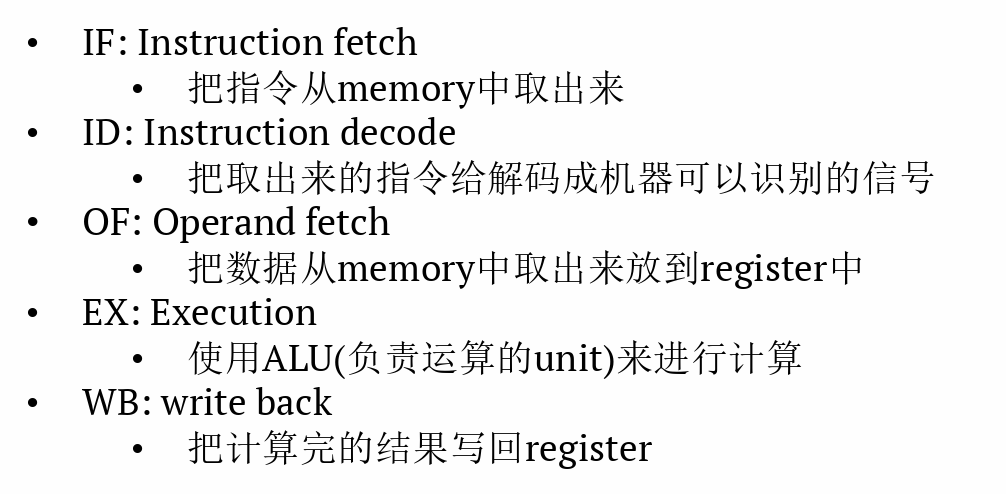 • IF: Instruction fetch
• 把指令从memory中取出来
• ID: Instruction decode
• 把取出来的指令给解码成机器可以识别的信号
• OF: Operand fetch
• 把数据从memory中取出来放到register中
• EX: Execution
• 使用ALU(负责运算的unit)来进行计算
• WB: write back
• 把计算完的结果写回register